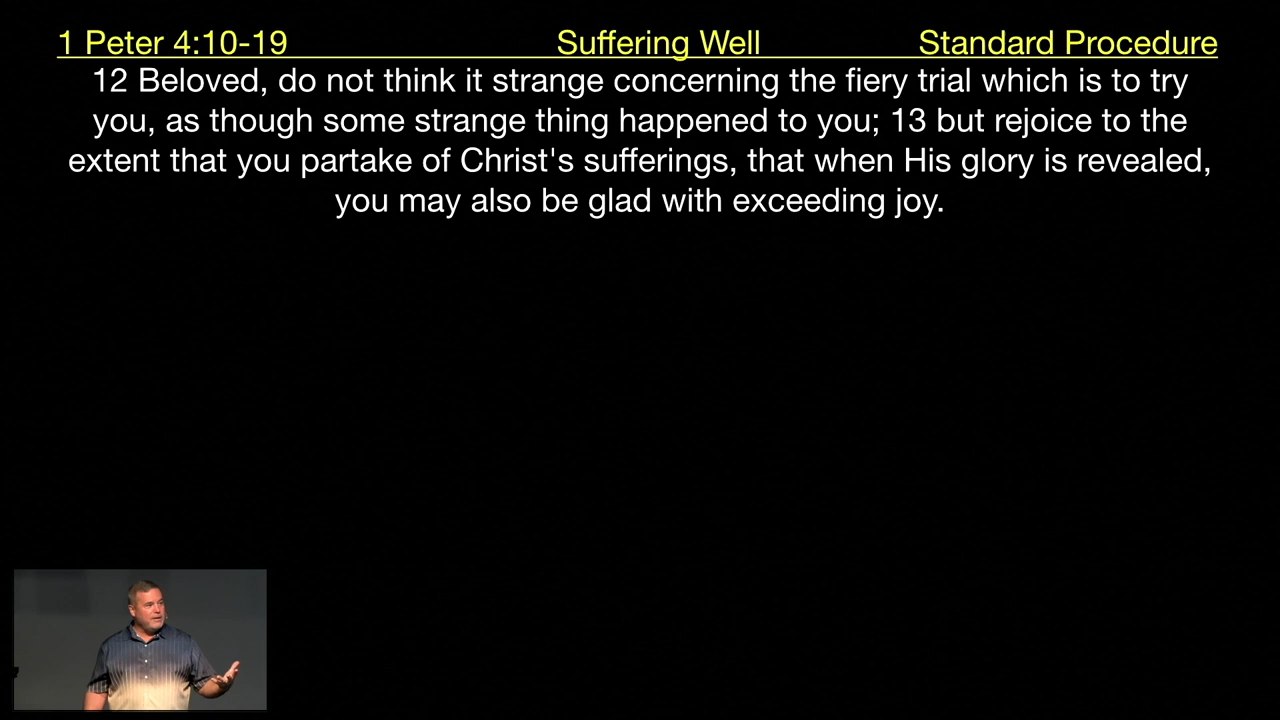 1 Peter 4:10-19 Suffering Well Standard Procedure
12 Beloved, do not think it strange concerning the fiery trial which is to try
you, as though some strange thing happened to you; 13 but rejoice to the
extent that you partake of Christ's sufferings, that when His glory is revealed,
you may also be glad with exceeding joy.